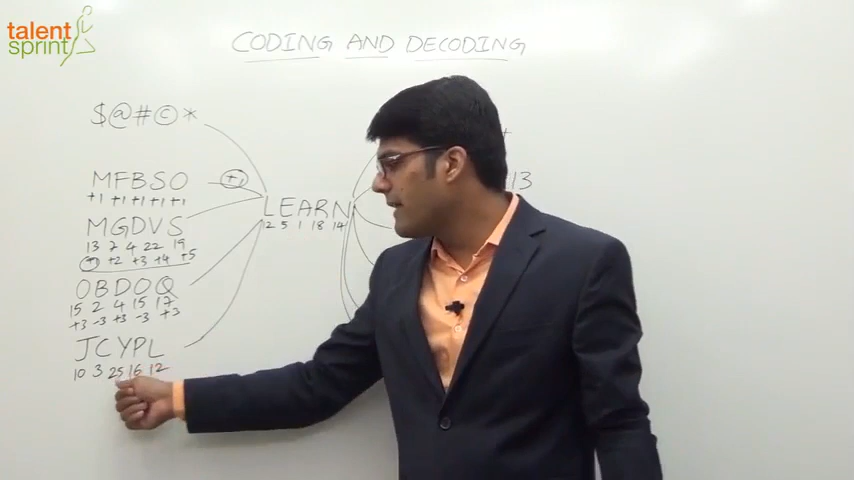 talent
sprint
CODING AND DECODING
$@#©*
MFBSO +1
+1 +1 +1 +1 +1
MGDVS
13 7 4 22 19
+1 +2 +3 +4 +5
OBDOQ
15 2 4 15 17
+3 -3 +3 -3 +3
JCYPL
10 3 25 16 12
LEARN
12 5 1 18 14
13